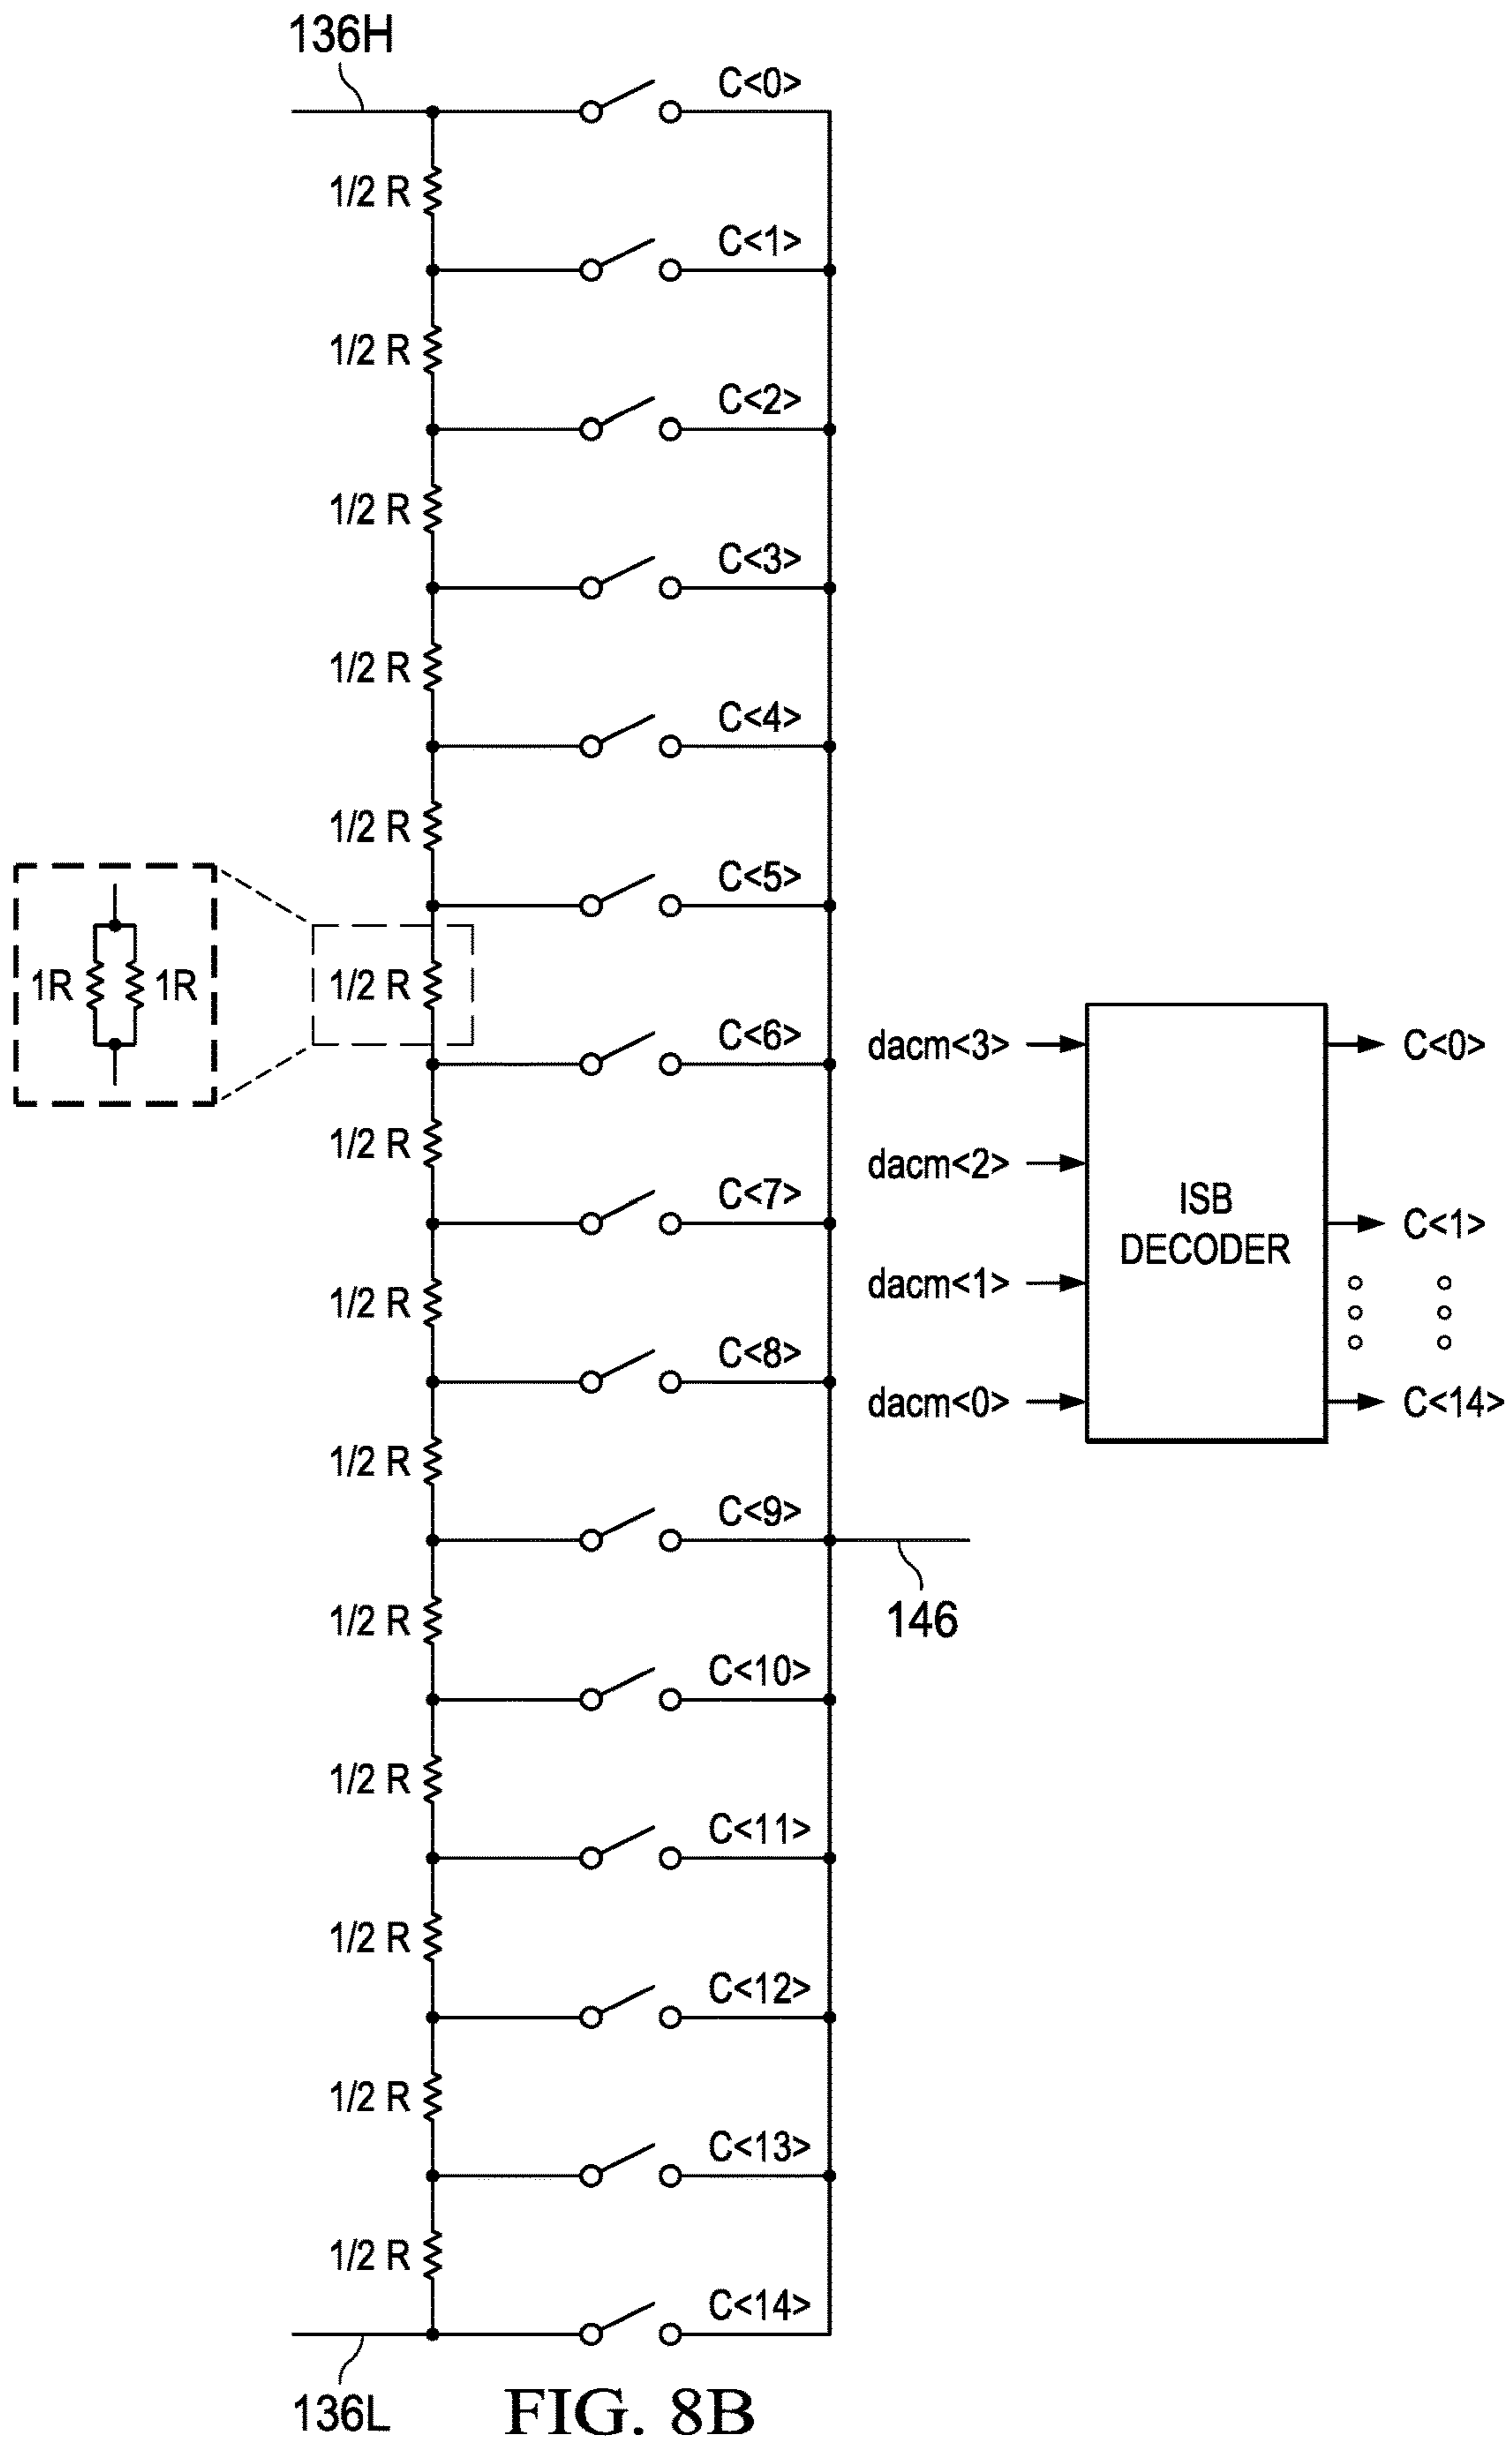 136H
C<0>
1/2 R
C<1>
1/2 R
C<2>
1/2 R
C<3>
1/2 R
C<4>
1/2 R
C<5>
1R 1R
1/2 R
C<6>
1/2 R
C<7>
1/2 R
C<8>
1/2 R
C<9>
146
1/2 R
C<10>
1/2 R
C<11>
1/2 R
C<12>
1/2 R
C<13>
1/2 R
C<14>
136L
dacm<3>
dacm<2>
dacm<1>
dacm<0>
ISB
DECODER
C<0>
C<1>
C<14>
FIG. 8B